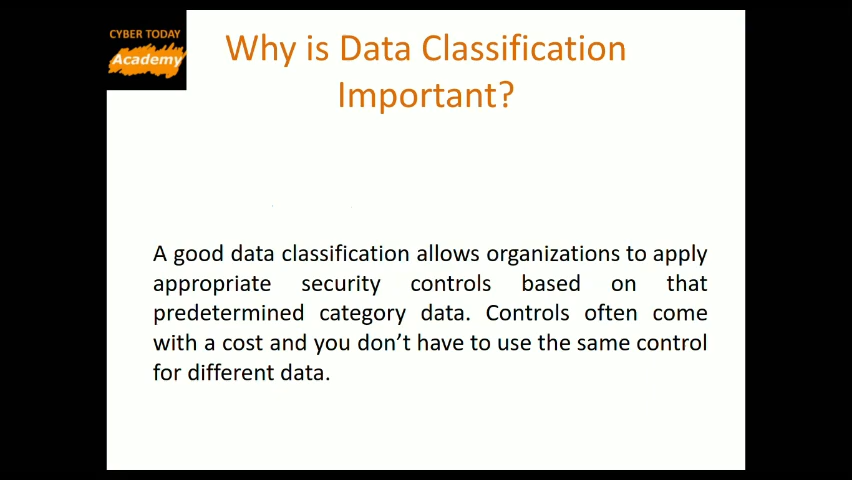 CYBER TODAY
Academy
Why is Data Classification
Important?
A good data classification allows organizations to apply
appropriate security controls based on that
predetermined category data. Controls often come
with a cost and you don’t have to use the same control
for different data.